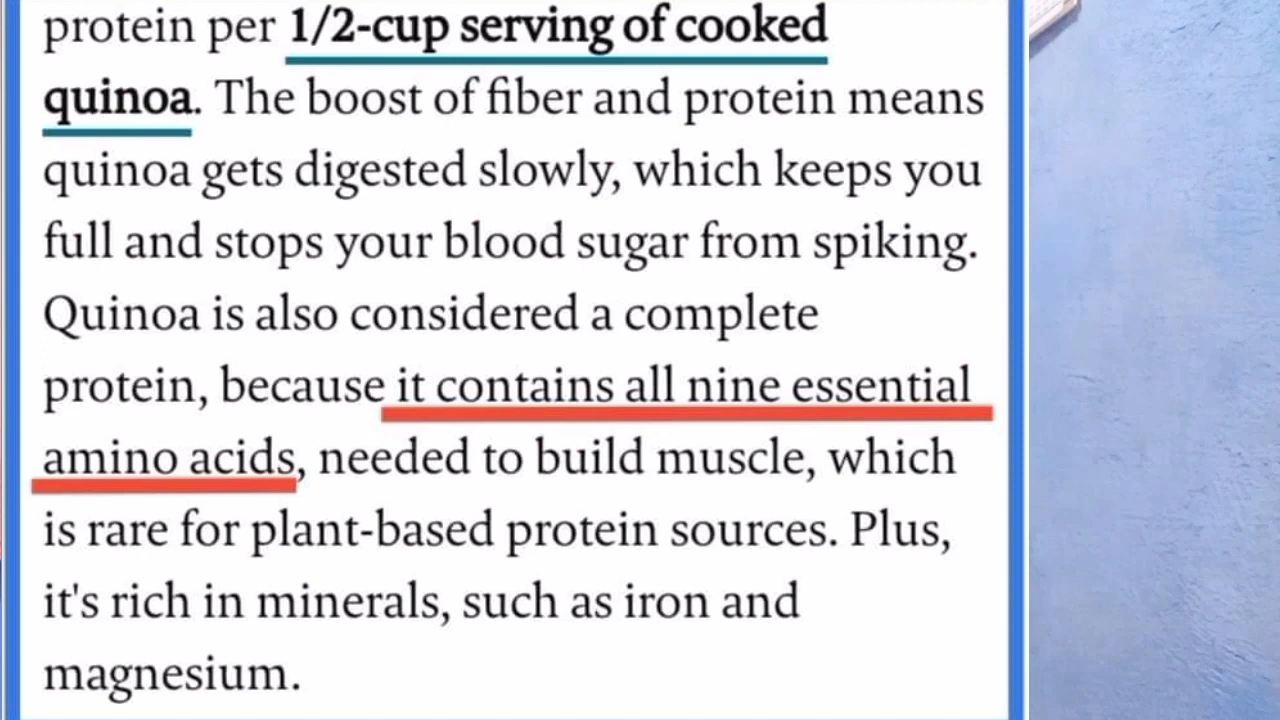 protein per 1/2-cup serving of cooked
quinoa. The boost of fiber and protein means
quinoa gets digested slowly, which keeps you
full and stops your blood sugar from spiking.
Quinoa is also considered a complete
protein, because it contains all nine essential
amino acids, needed to build muscle, which
is rare for plant-based protein sources. Plus,
it's rich in minerals, such as iron and
magnesium.